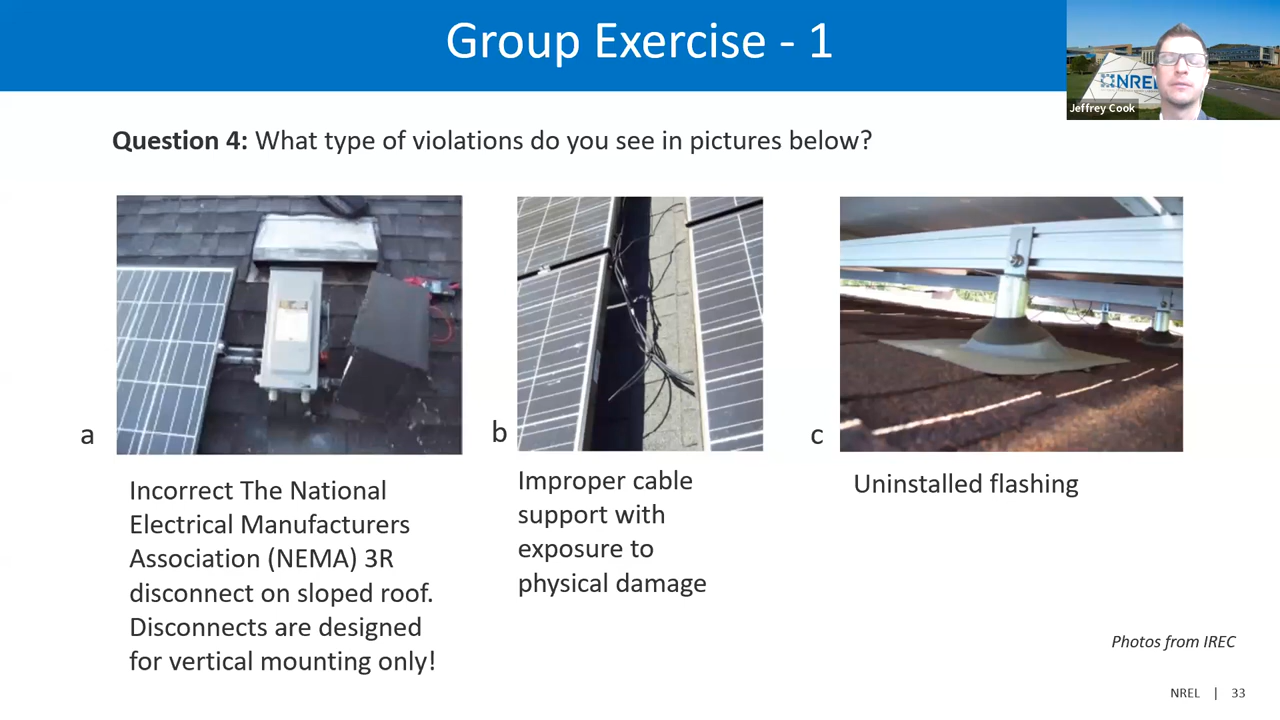 Group Exercise - 1
NREL
Jeffrey Cook
Question 4: What type of violations do you see in pictures below?
a
Incorrect The National
Electrical Manufacturers
Association (NEMA) 3R
disconnect on sloped roof.
Disconnects are designed
for vertical mounting only!
b
Improper cable
support with
exposure to
physical damage
c
Uninstalled flashing
Photos from IREC
NREL | 33